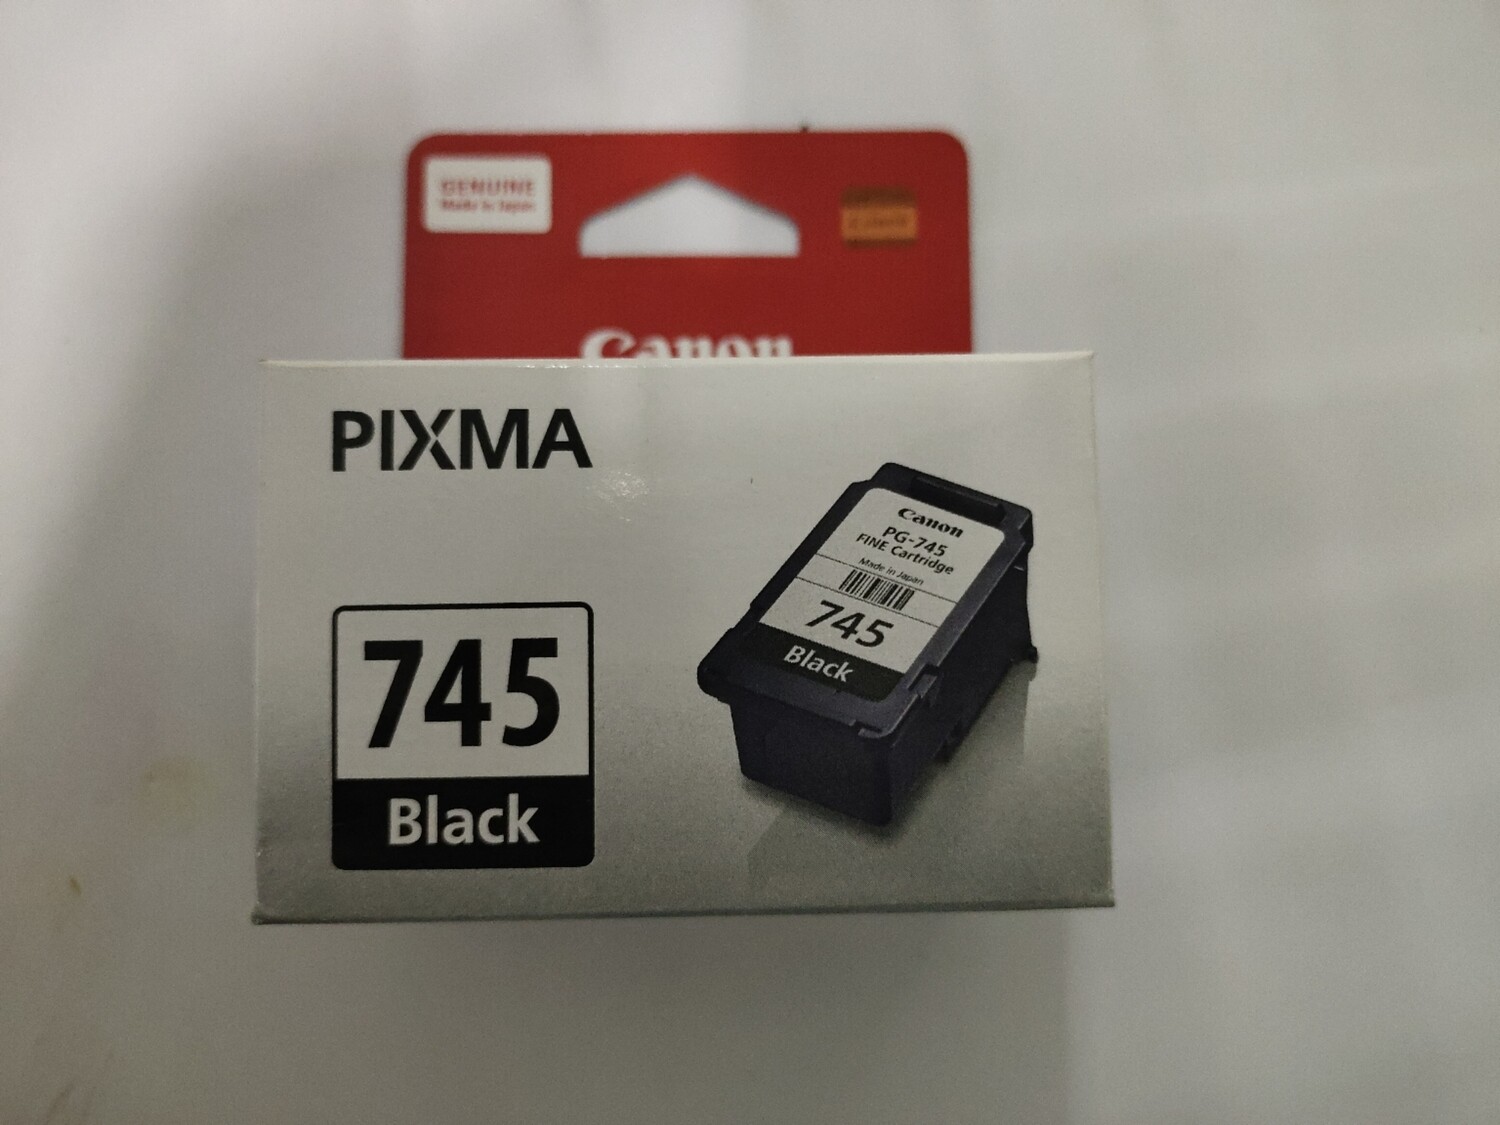 GENUINE
Made in Japan
Canon
PIXMA
Canon
PG-745
FINE Cartridge
Made in Japan
745
Black
745
Black